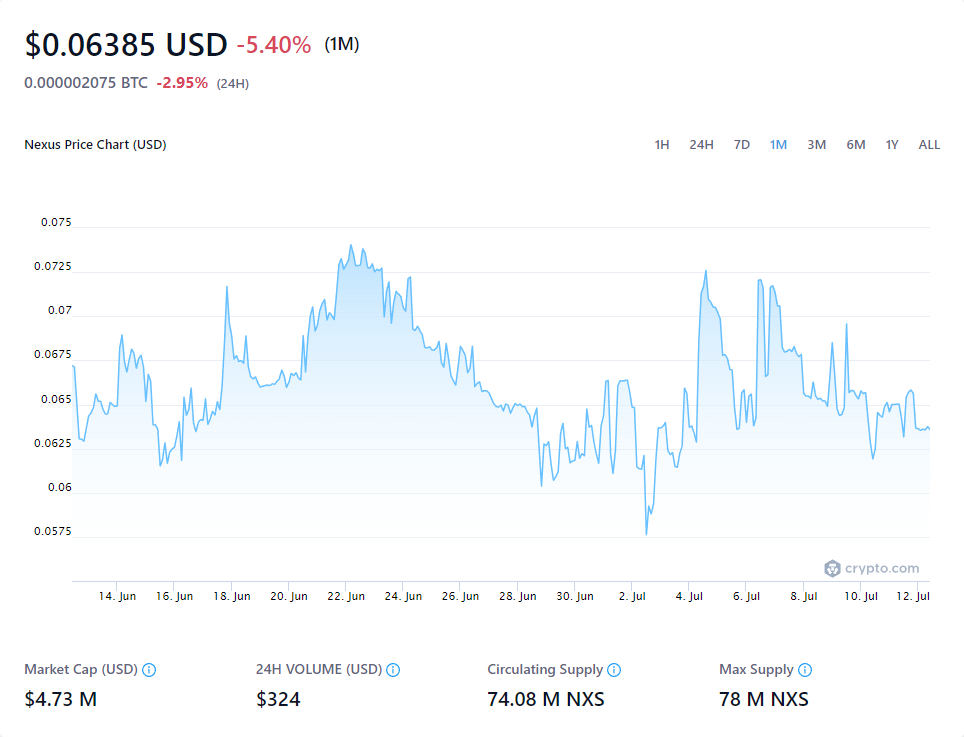 $0.06385 USD -5.40% (1M)
0.000002075 BTC -2.95% (24H)
Nexus Price Chart (USD) 1H 24H 7D 1M 3M 6M 1Y ALL
0.075
0.0725
0.07
0.0675
0.065
0.0625
0.06
0.0575
crypto.com
14. Jun 16. Jun 18. Jun 20. Jun 22. Jun 24. Jun 26. Jun 28. Jun 30. Jun 2. Jul 4. Jul 6. Jul 8. Jul 10. Jul 12. Jul
Market Cap (USD) 24H VOLUME (USD) Circulating Supply Max Supply
$4.73 M $324 74.08 M NXS 78 M NXS